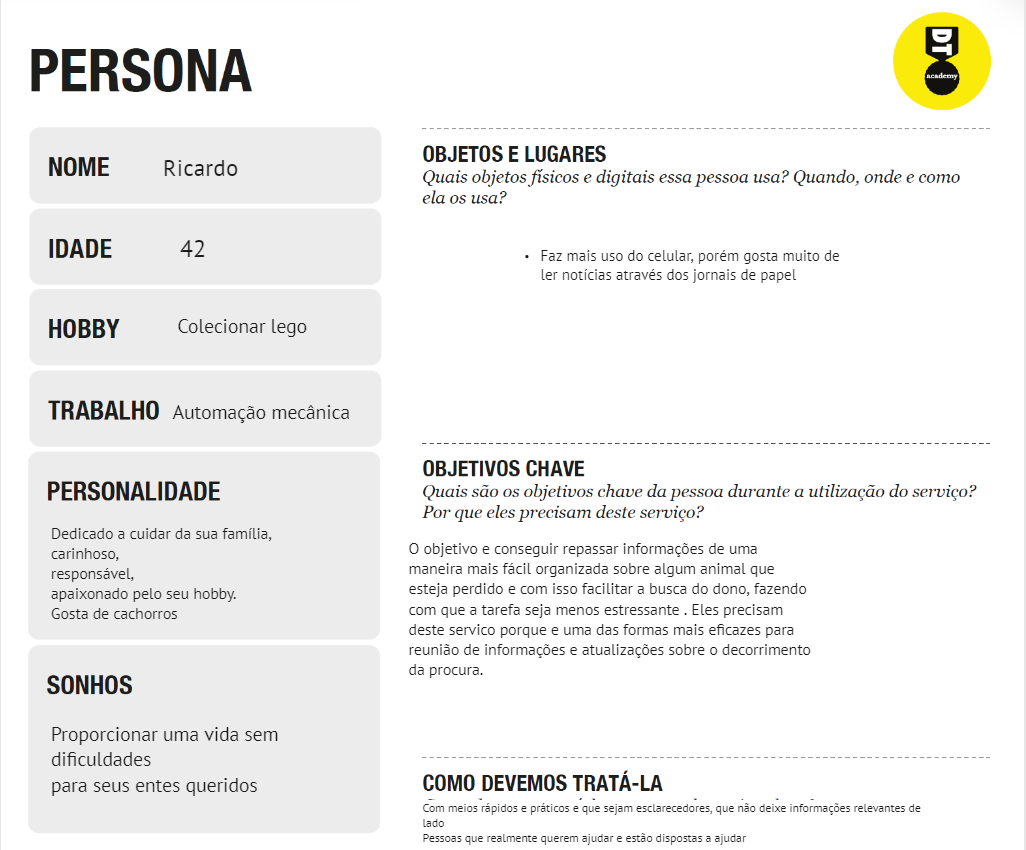 PERSONA
DT
academy
NOME Ricardo
IDADE 42
HOBBY Colecionar lego
TRABALHO Automação mecânica
PERSONALIDADE
Dedicado a cuidar da sua família,
carinhoso,
responsável,
apaixonado pelo seu hobby.
Gosta de cachorros
SONHOS
Proporcionar uma vida sem
dificuldades
para seus entes queridos
OBJETOS E LUGARES
Quais objetos físicos e digitais essa pessoa usa? Quando, onde e como
ela os usa?
• Faz mais uso do celular, porém gosta muito de
ler notícias através dos jornais de papel
OBJETIVOS CHAVE
Quais são os objetivos chave da pessoa durante a utilização do serviço?
Por que eles precisam deste serviço?
O objetivo e conseguir repassar informações de uma
maneira mais fácil organizada sobre algum animal que
esteja perdido e com isso facilitar a busca do dono, fazendo
com que a tarefa seja menos estressante . Eles precisam
deste servico porque e uma das formas mais eficazes para
reunião de informações e atualizações sobre o decorrimento
da procura.
COMO DEVEMOS TRATÁ-LA
Com meios rápidos e práticos e que sejam esclarecedores, que não deixe informações relevantes de
lado
Pessoas que realmente querem ajudar e estão dispostas a ajudar